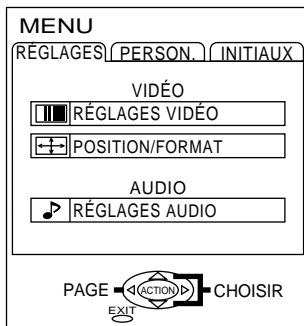 MENU
RÉGLAGES PERSON. INITIAUX
VIDÉO
RÉGLAGES VIDÉO
POSITION/FORMAT
AUDIO
RÉGLAGES AUDIO
PAGE ACTION CHOISIR
EXIT